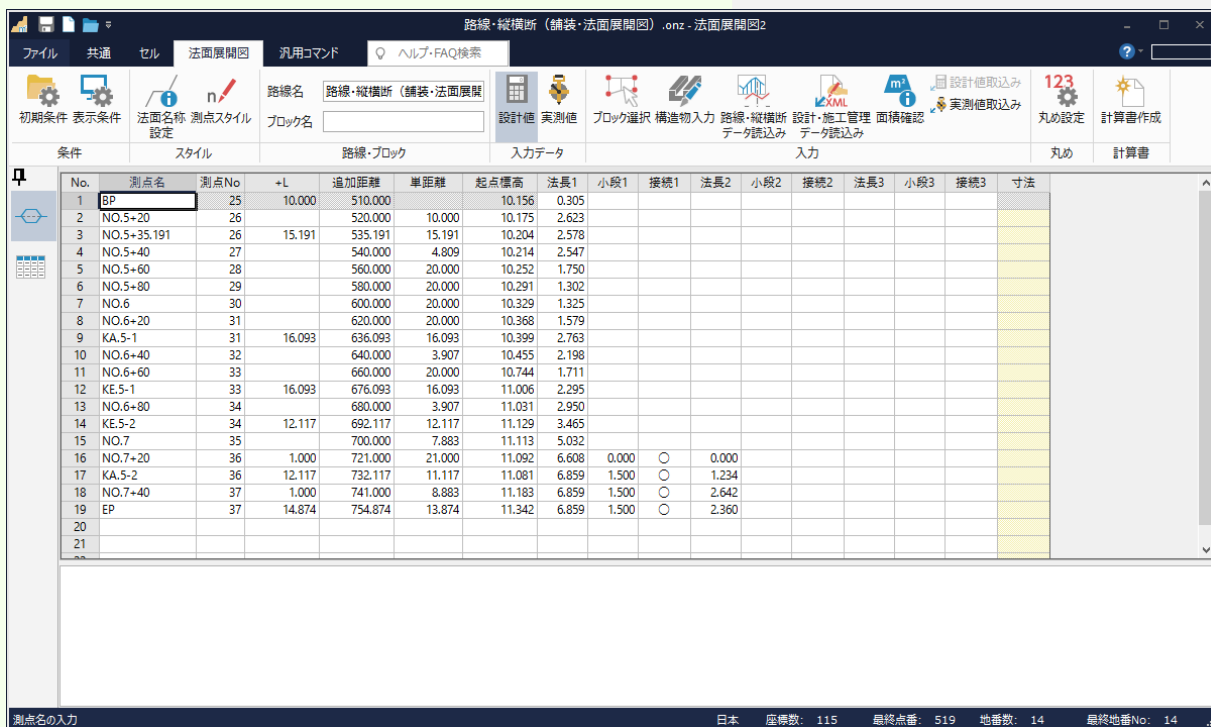 路線・縦横断（舗装・法面展開図）.onz - 法面展開図2
ファイル 共通 セル 法面展開図 汎用コマンド ヘルプ・FAQ検索
初期条件 表示条件 法面名称設定 測点スタイル 路線名 路線・縦横断（舗装・法面展開 ブロック名 設計値 実測値 ブロック選択 構造物入力 路線・縦横断データ読込み 設計・施工管理データ読込み 面積確認 設計値取込み 実測値取込み 丸め設定 計算書作成
条件 スタイル 路線・ブロック 入力データ 入力 丸め 計算書
No. 測点名 測点No +L 追加距離 単距離 起点標高 法長1 小段1 接続1 法長2 小段2 接続2 法長3 小段3 接続3 寸法
1 BP 25 10.000 510.000 10.156 0.305
2 NO.5+20 26 520.000 10.000 10.175 2.623
3 NO.5+35.191 26 15.191 535.191 15.191 10.204 2.578
4 NO.5+40 27 540.000 4.809 10.214 2.547
5 NO.5+60 28 560.000 20.000 10.252 1.750
6 NO.5+80 29 580.000 20.000 10.291 1.302
7 NO.6 30 600.000 20.000 10.329 1.325
8 NO.6+20 31 620.000 20.000 10.368 1.579
9 KA.5-1 31 16.093 636.093 16.093 10.399 2.763
10 NO.6+40 32 640.000 3.907 10.455 2.198
11 NO.6+60 33 660.000 20.000 10.744 1.711
12 KE.5-1 33 16.093 676.093 16.093 11.006 2.295
13 NO.6+80 34 680.000 3.907 11.031 2.950
14 KE.5-2 34 12.117 692.117 12.117 11.129 3.465
15 NO.7 35 700.000 7.883 11.113 5.032
16 NO.7+20 36 1.000 721.000 21.000 11.092 6.608 0.000 ○ 0.000
17 KA.5-2 36 12.117 732.117 11.117 11.081 6.859 1.500 ○ 1.234
18 NO.7+40 37 1.000 741.000 8.883 11.183 6.859 1.500 ○ 2.642
19 EP 37 14.874 754.874 13.874 11.342 6.859 1.500 ○ 2.360
20
21
測点名の入力 日本 座標数: 115 最終点番: 519 地番数: 14 最終地番No: 14